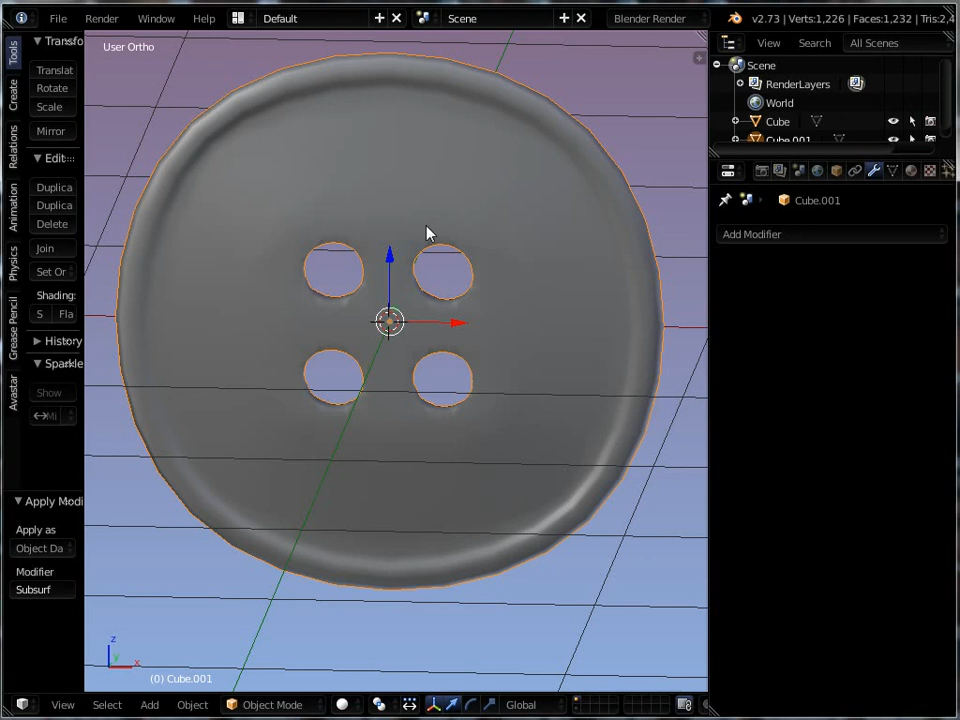 File Render Window Help Default Scene Blender Render v2.73 | Verts:1,226 | Faces:1,232 | Tris:2,4
Transfo
Translat
Rotate
Scale
Mirror
Edit
Duplica
Duplica
Delete
Join
Set Or
Shading:
S Fla
History
Show
Apply Modi
Apply as
Object Da
Modifier
Subsurf
Tools
Create
Relations
Animation
Physics
Grease Pencil
Avastar
User Ortho
z
y
x
(0) Cube.001
View Select Add Object Object Mode Global
View Search All Scenes
Scene
RenderLayers
World
Cube
Cube.001
Cube.001
Add Modifier